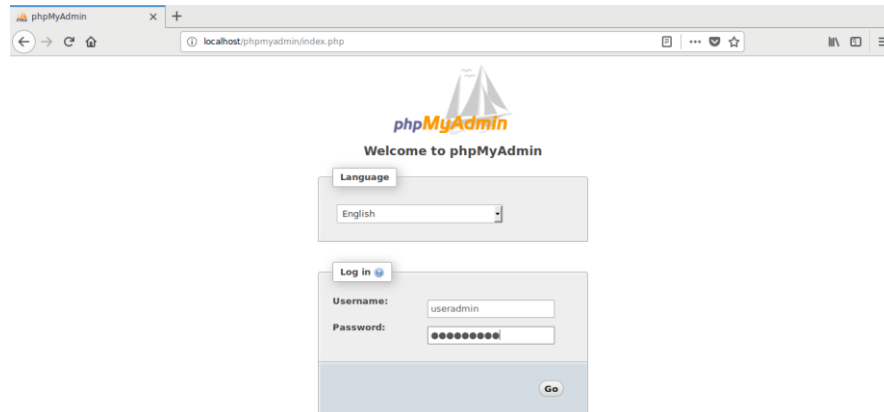 phpMyAdmin
localhost/phpmyadmin/index.php
phpMyAdmin
Welcome to phpMyAdmin
Language
English
Log in
Username:
useradmin
Password:
●●●●●●●●●
Go